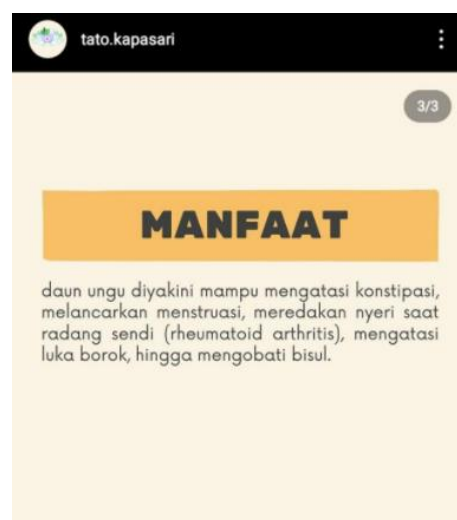 tato.kapasari
3/3
MANFAAT
daun ungu diyakini mampu mengatasi konstipasi,
melancarkan menstruasi, meredakan nyeri saat
radang sendi (rheumatoid arthritis), mengatasi
luka borok, hingga mengobati bisul.